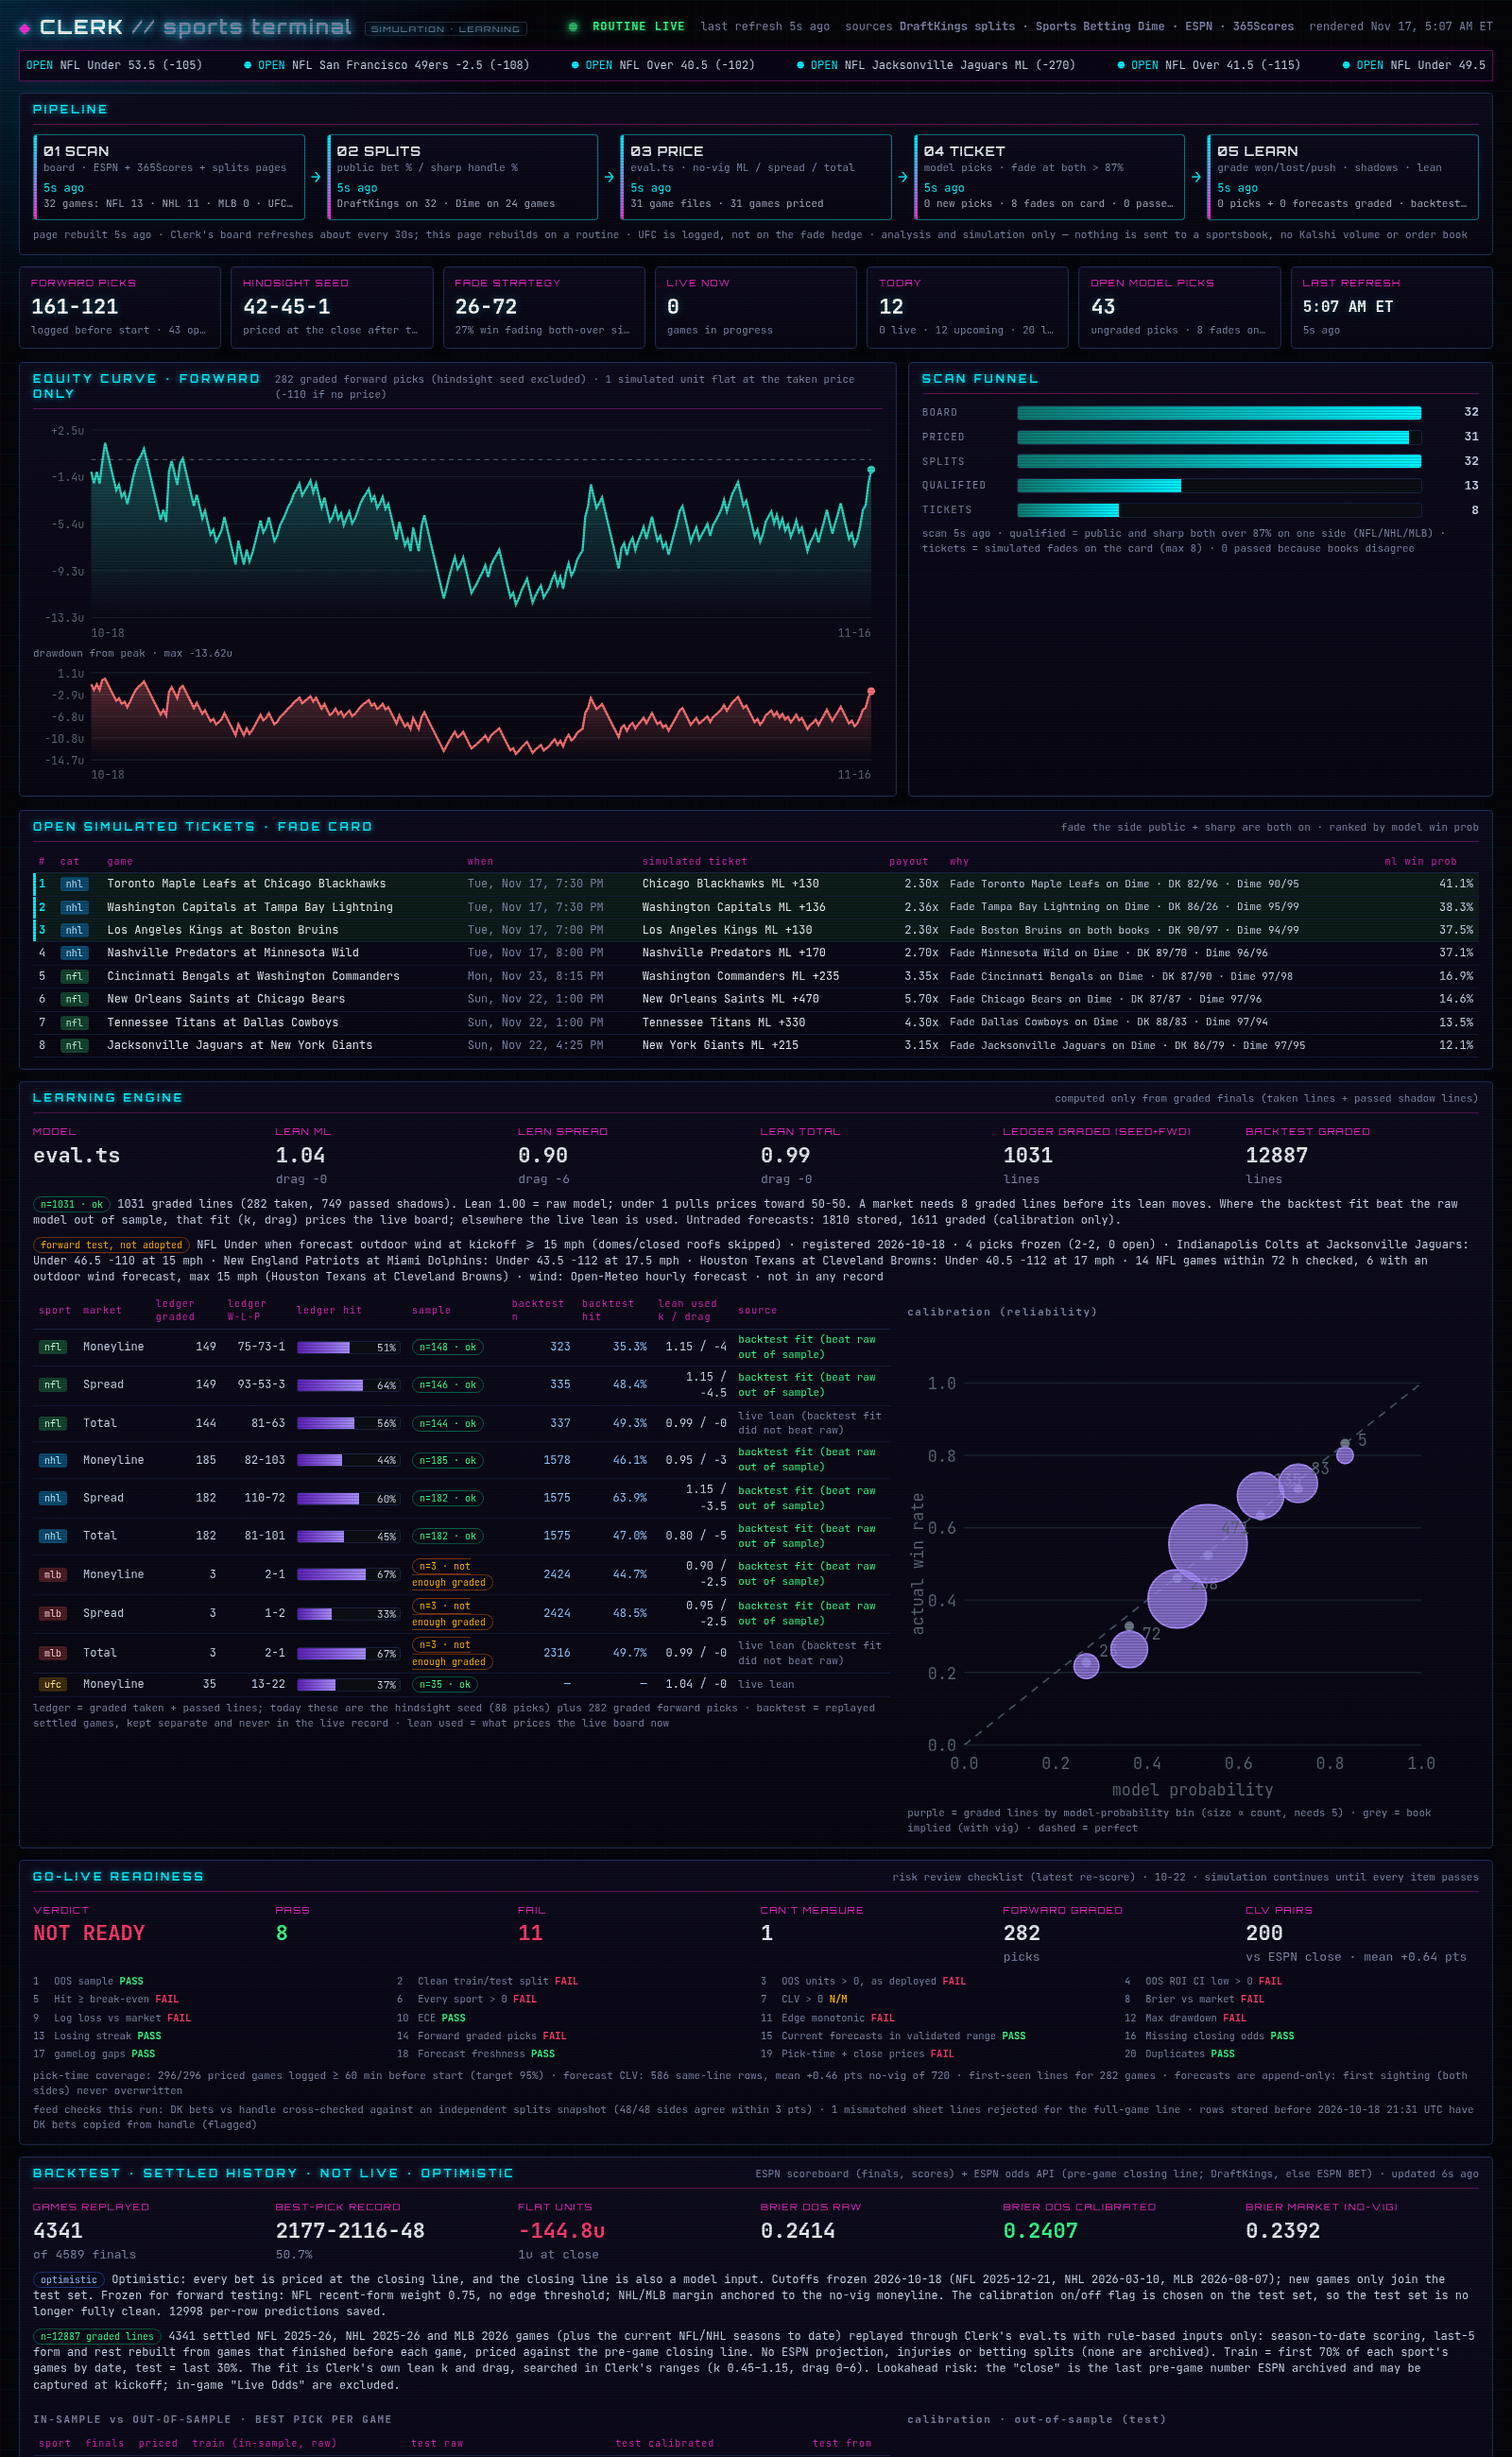 ◆ CLERK // sports terminal SIMULATION · LEARNING ● ROUTINE LIVE last refresh 5s ago sources DraftKings splits · Sports Betting Dime · ESPN · 365Scores rendered Nov 17, 5:07 AM ET
OPEN NFL Under 53.5 (-105) ● OPEN NFL San Francisco 49ers -2.5 (-108) ● OPEN NFL Over 40.5 (-102) ● OPEN NFL Jacksonville Jaguars ML (-270) ● OPEN NFL Over 41.5 (-115) ● OPEN NFL Under 49.5
PIPELINE
01 SCAN
board · ESPN + 365Scores + splits pages
5s ago
32 games: NFL 13 · NHL 11 · MLB 0 · UFC…
→
02 SPLITS
public bet % / sharp handle %
5s ago
DraftKings on 32 · Dime on 24 games
→
03 PRICE
eval.ts · no-vig ML / spread / total
5s ago
31 game files · 31 games priced
→
04 TICKET
model picks · fade at both > 87%
5s ago
0 new picks · 8 fades on card · 0 passe…
→
05 LEARN
grade won/lost/push · shadows · lean
5s ago
0 picks + 0 forecasts graded · backtest…
page rebuilt 5s ago · Clerk's board refreshes about every 30s; this page rebuilds on a routine · UFC is logged, not on the fade hedge · analysis and simulation only — nothing is sent to a sportsbook, no Kalshi volume or order book
FORWARD PICKS
161-121
logged before start · 43 op…
HINDSIGHT SEED
42-45-1
priced at the close after t…
FADE STRATEGY
26-72
27% win fading both-over si…
LIVE NOW
0
games in progress
TODAY
12
0 live · 12 upcoming · 20 l…
OPEN MODEL PICKS
43
ungraded picks · 8 fades on…
LAST REFRESH
5:07 AM ET
5s ago
EQUITY CURVE · FORWARD ONLY
282 graded forward picks (hindsight seed excluded) · 1 simulated unit flat at the taken price (-110 if no price)
+2.5u
-1.4u
-5.4u
-9.3u
-13.3u
10-18 11-16
drawdown from peak · max -13.62u
1.1u
-2.9u
-6.8u
-10.8u
-14.7u
10-18 11-16
SCAN FUNNEL
BOARD 32
PRICED 31
SPLITS 32
QUALIFIED 13
TICKETS 8
scan 5s ago · qualified = public and sharp both over 87% on one side (NFL/NHL/MLB) ·
tickets = simulated fades on the card (max 8) · 0 passed because books disagree
OPEN SIMULATED TICKETS · FADE CARD fade the side public + sharp are both on · ranked by model win prob
# cat game when simulated ticket payout why ml win prob
1 nhl Toronto Maple Leafs at Chicago Blackhawks Tue, Nov 17, 7:30 PM Chicago Blackhawks ML +130 2.30x Fade Toronto Maple Leafs on Dime · DK 82/96 · Dime 90/95 41.1%
2 nhl Washington Capitals at Tampa Bay Lightning Tue, Nov 17, 7:30 PM Washington Capitals ML +136 2.36x Fade Tampa Bay Lightning on Dime · DK 86/26 · Dime 95/99 38.3%
3 nhl Los Angeles Kings at Boston Bruins Tue, Nov 17, 7:00 PM Los Angeles Kings ML +130 2.30x Fade Boston Bruins on both books · DK 90/97 · Dime 94/99 37.5%
4 nhl Nashville Predators at Minnesota Wild Tue, Nov 17, 8:00 PM Nashville Predators ML +170 2.70x Fade Minnesota Wild on Dime · DK 89/70 · Dime 96/96 37.1%
5 nfl Cincinnati Bengals at Washington Commanders Mon, Nov 23, 8:15 PM Washington Commanders ML +235 3.35x Fade Cincinnati Bengals on Dime · DK 87/90 · Dime 97/98 16.9%
6 nfl New Orleans Saints at Chicago Bears Sun, Nov 22, 1:00 PM New Orleans Saints ML +470 5.70x Fade Chicago Bears on Dime · DK 87/87 · Dime 97/96 14.6%
7 nfl Tennessee Titans at Dallas Cowboys Sun, Nov 22, 1:00 PM Tennessee Titans ML +330 4.30x Fade Dallas Cowboys on Dime · DK 88/83 · Dime 97/94 13.5%
8 nfl Jacksonville Jaguars at New York Giants Sun, Nov 22, 4:25 PM New York Giants ML +215 3.15x Fade Jacksonville Jaguars on Dime · DK 86/79 · Dime 97/95 12.1%
LEARNING ENGINE computed only from graded finals (taken lines + passed shadow lines)
MODEL LEAN ML LEAN SPREAD LEAN TOTAL LEDGER GRADED (SEED+FWD) BACKTEST GRADED
eval.ts 1.04 0.90 0.99 1031 12887
drag -0 drag -6 drag -0 lines lines
n=1031 · ok 1031 graded lines (282 taken, 749 passed shadows). Lean 1.00 = raw model; under 1 pulls prices toward 50-50. A market needs 8 graded lines before its lean moves. Where the backtest fit beat the raw
model out of sample, that fit (k, drag) prices the live board; elsewhere the live lean is used. Untraded forecasts: 1810 stored, 1611 graded (calibration only).
forward test, not adopted NFL Under when forecast outdoor wind at kickoff ≥ 15 mph (domes/closed roofs skipped) · registered 2026-10-18 · 4 picks frozen (2-2, 0 open) · Indianapolis Colts at Jacksonville Jaguars:
Under 46.5 -110 at 15 mph · New England Patriots at Miami Dolphins: Under 43.5 -112 at 17.5 mph · Houston Texans at Cleveland Browns: Under 40.5 -112 at 17 mph · 14 NFL games within 72 h checked, 6 with an
outdoor wind forecast, max 15 mph (Houston Texans at Cleveland Browns) · wind: Open-Meteo hourly forecast · not in any record
sport market ledger graded ledger W-L-P ledger hit sample backtest n backtest hit lean used k / drag source
nfl Moneyline 149 75-73-1 51% n=148 · ok 323 35.3% 1.15 / -4 backtest fit (beat raw out of sample)
nfl Spread 149 93-53-3 64% n=146 · ok 335 48.4% 1.15 / -4.5 backtest fit (beat raw out of sample)
nfl Total 144 81-63 56% n=144 · ok 337 49.3% 0.99 / -0 live lean (backtest fit did not beat raw)
nhl Moneyline 185 82-103 44% n=185 · ok 1578 46.1% 0.95 / -3 backtest fit (beat raw out of sample)
nhl Spread 182 110-72 60% n=182 · ok 1575 63.9% 1.15 / -3.5 backtest fit (beat raw out of sample)
nhl Total 182 81-101 45% n=182 · ok 1575 47.0% 0.80 / -5 backtest fit (beat raw out of sample)
mlb Moneyline 3 2-1 67% n=3 · not enough graded 2424 44.7% 0.90 / -2.5 backtest fit (beat raw out of sample)
mlb Spread 3 1-2 33% n=3 · not enough graded 2424 48.5% 0.95 / -2.5 backtest fit (beat raw out of sample)
mlb Total 3 2-1 67% n=3 · not enough graded 2316 49.7% 0.99 / -0 live lean (backtest fit did not beat raw)
ufc Moneyline 35 13-22 37% n=35 · ok — — 1.04 / -0 live lean
ledger = graded taken + passed lines; today these are the hindsight seed (88 picks) plus 282 graded forward picks · backtest = replayed
settled games, kept separate and never in the live record · lean used = what prices the live board now
calibration (reliability)
1.0
0.8
0.6
0.4
0.2
0.0
actual win rate
5
83
72
0.0 0.2 0.4 0.6 0.8 1.0
model probability
purple = graded lines by model-probability bin (size ∝ count, needs 5) · grey = book
implied (with vig) · dashed = perfect
GO-LIVE READINESS risk review checklist (latest re-score) · 10-22 · simulation continues until every item passes
VERDICT PASS FAIL CAN'T MEASURE FORWARD GRADED CLV PAIRS
NOT READY 8 11 1 282 200
picks vs ESPN close · mean +0.64 pts
1 OOS sample PASS 2 Clean train/test split FAIL 3 OOS units > 0, as deployed FAIL 4 OOS ROI CI low > 0 FAIL
5 Hit ≥ break-even FAIL 6 Every sport > 0 FAIL 7 CLV > 0 N/M 8 Brier vs market FAIL
9 Log loss vs market FAIL 10 ECE PASS 11 Edge monotonic FAIL 12 Max drawdown FAIL
13 Losing streak PASS 14 Forward graded picks FAIL 15 Current forecasts in validated range PASS 16 Missing closing odds PASS
17 gameLog gaps PASS 18 Forecast freshness PASS 19 Pick-time + close prices FAIL 20 Duplicates PASS
pick-time coverage: 296/296 priced games logged ≥ 60 min before start (target 95%) · forecast CLV: 586 same-line rows, mean +0.46 pts no-vig of 720 · first-seen lines for 282 games · forecasts are append-only: first sighting (both
sides) never overwritten
feed checks this run: DK bets vs handle cross-checked against an independent splits snapshot (48/48 sides agree within 3 pts) · 1 mismatched sheet lines rejected for the full-game line · rows stored before 2026-10-18 21:31 UTC have
DK bets copied from handle (flagged)
BACKTEST · SETTLED HISTORY · NOT LIVE · OPTIMISTIC ESPN scoreboard (finals, scores) + ESPN odds API (pre-game closing line; DraftKings, else ESPN BET) · updated 6s ago
GAMES REPLAYED BEST-PICK RECORD FLAT UNITS BRIER OOS RAW BRIER OOS CALIBRATED BRIER MARKET (NO-VIG)
4341 2177-2116-48 -144.8u 0.2414 0.2407 0.2392
of 4589 finals 50.7% 1u at close
optimistic Optimistic: every bet is priced at the closing line, and the closing line is also a model input. Cutoffs frozen 2026-10-18 (NFL 2025-12-21, NHL 2026-03-10, MLB 2026-08-07); new games only join the
test set. Frozen for forward testing: NFL recent-form weight 0.75, no edge threshold; NHL/MLB margin anchored to the no-vig moneyline. The calibration on/off flag is chosen on the test set, so the test set is no
longer fully clean. 12998 per-row predictions saved.
n=12887 graded lines 4341 settled NFL 2025-26, NHL 2025-26 and MLB 2026 games (plus the current NFL/NHL seasons to date) replayed through Clerk's eval.ts with rule-based inputs only: season-to-date scoring, last-5
form and rest rebuilt from games that finished before each game, priced against the pre-game closing line. No ESPN projection, injuries or betting splits (none are archived). Train = first 70% of each sport's
games by date, test = last 30%. The fit is Clerk's own lean k and drag, searched in Clerk's ranges (k 0.45–1.15, drag 0–6). Lookahead risk: the "close" is the last pre-game number ESPN archived and may be
captured at kickoff; in-game "Live Odds" are excluded.
IN-SAMPLE vs OUT-OF-SAMPLE · BEST PICK PER GAME calibration · out-of-sample (test)
sport finals priced train (in-sample, raw) test raw test calibrated test from